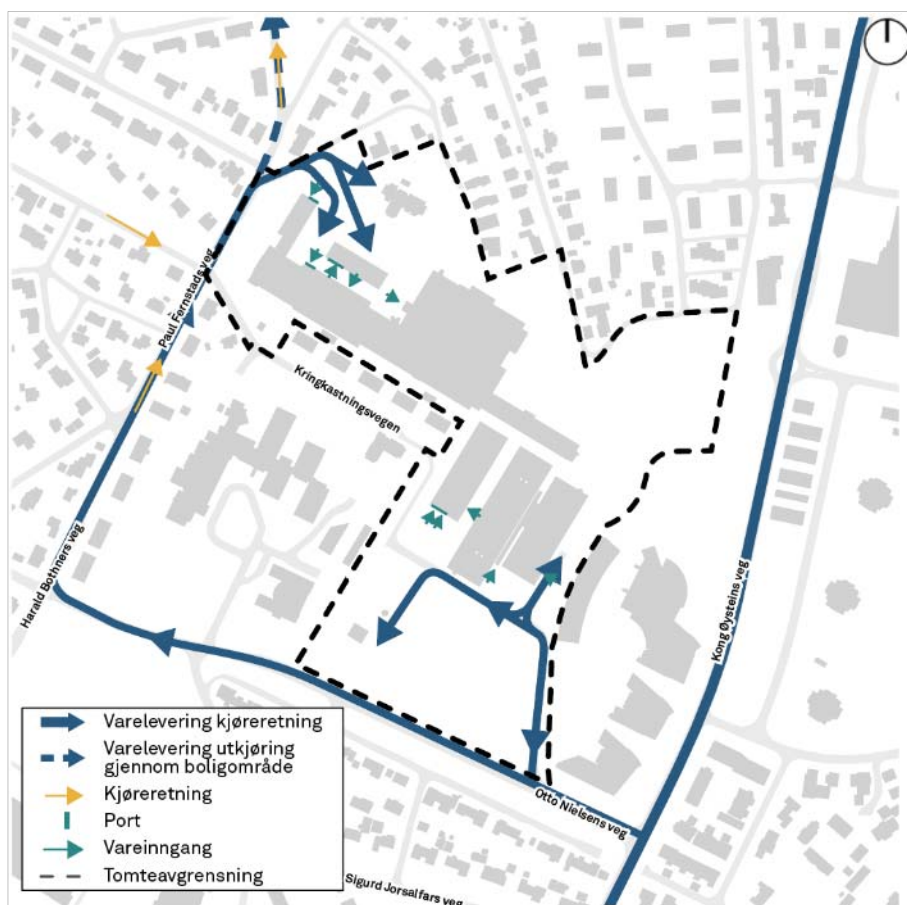 Paul Fernstads veg
Kringkastningsvegen
Harald Bothners veg
Kong Øysteins veg
Otto Nielsens veg
Sigurd Jorsalfars veg
Varelevering kjøreretning
Varelevering utkjøring
gjennom boligområde
Kjøreretning
Port
Vareinngang
Tomteavgrensning